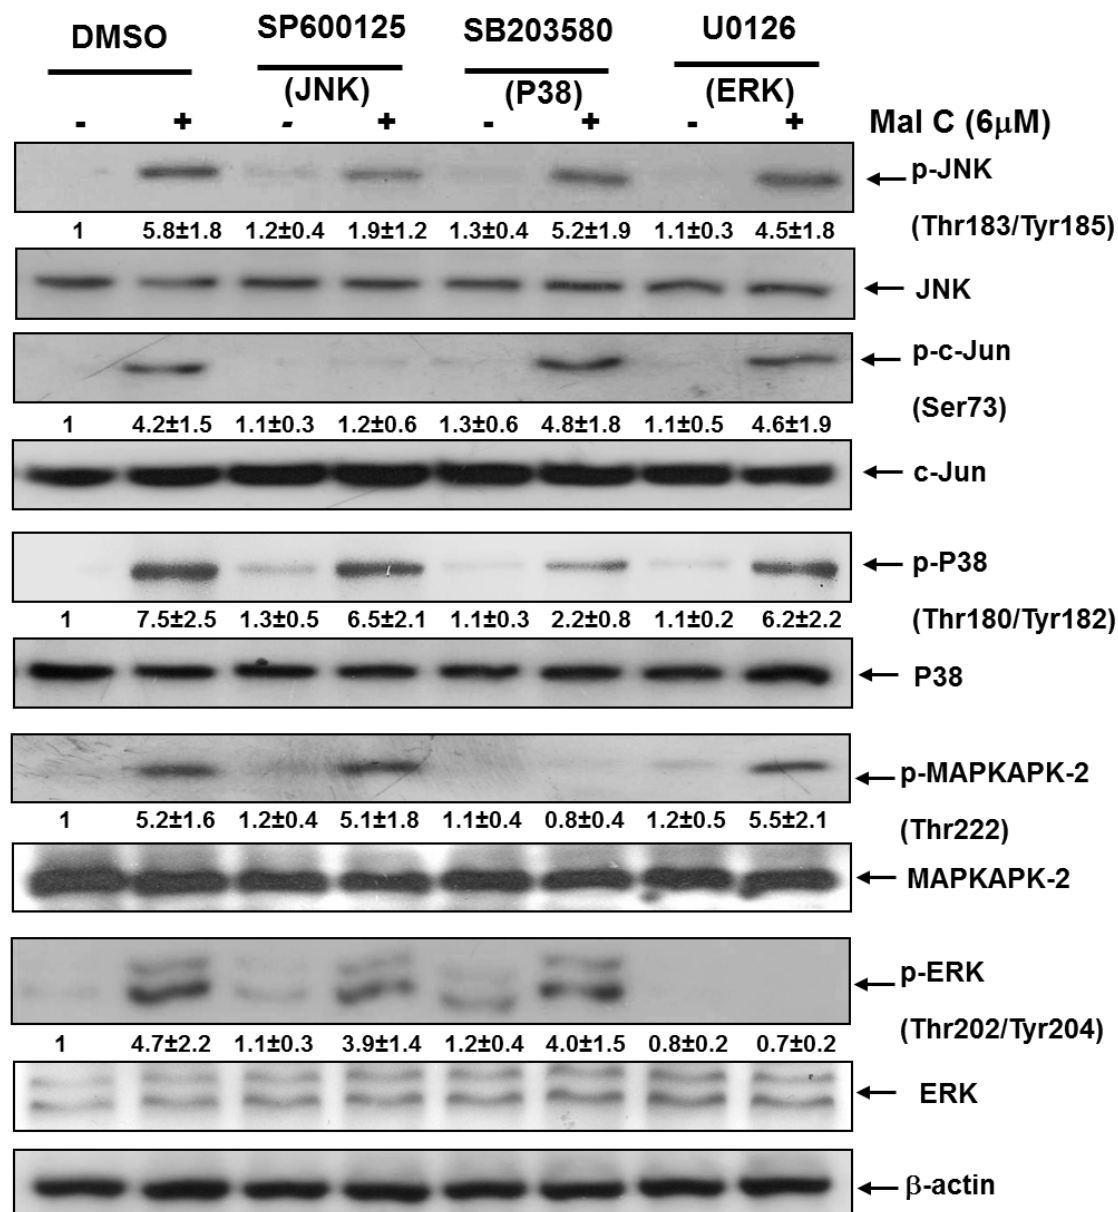 DMSO SP600125 SB203580 U0126
(JNK) (P38) (ERK)
- + - + - + - + Mal C (6μM)
p-JNK
1 5.8±1.8 1.2±0.4 1.9±1.2 1.3±0.4 5.2±1.9 1.1±0.3 4.5±1.8 (Thr183/Tyr185)
JNK
p-c-Jun
(Ser73)
1 4.2±1.5 1.1±0.3 1.2±0.6 1.3±0.6 4.8±1.8 1.1±0.5 4.6±1.9
c-Jun
p-P38
1 7.5±2.5 1.3±0.5 6.5±2.1 1.1±0.3 2.2±0.8 1.1±0.2 6.2±2.2 (Thr180/Tyr182)
P38
p-MAPKAPK-2
1 5.2±1.6 1.2±0.4 5.1±1.8 1.1±0.4 0.8±0.4 1.2±0.5 5.5±2.1 (Thr222)
MAPKAPK-2
p-ERK
1 4.7±2.2 1.1±0.3 3.9±1.4 1.2±0.4 4.0±1.5 0.8±0.2 0.7±0.2 (Thr202/Tyr204)
ERK
β-actin